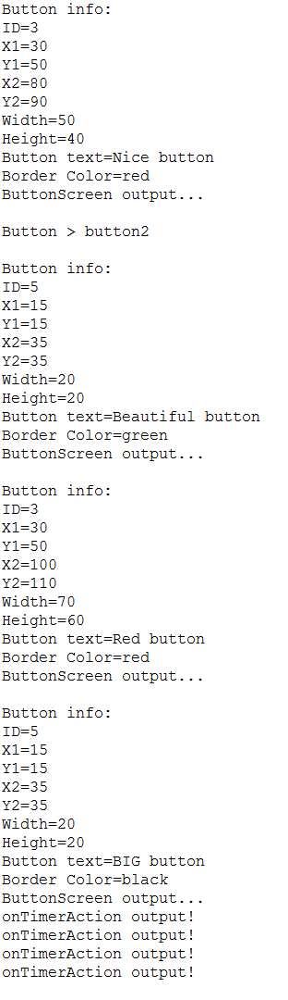 Button info:
ID=3
X1=30
Y1=50
X2=80
Y2=90
Width=50
Height=40
Button text=Nice button
Border Color=red
ButtonScreen output...

Button > button2

Button info:
ID=5
X1=15
Y1=15
X2=35
Y2=35
Width=20
Height=20
Button text=Beautiful button
Border Color=green
ButtonScreen output...

Button info:
ID=3
X1=30
Y1=50
X2=100
Y2=110
Width=70
Height=60
Button text=Red button
Border Color=red
ButtonScreen output...

Button info:
ID=5
X1=15
Y1=15
X2=35
Y2=35
Width=20
Height=20
Button text=BIG button
Border Color=black
ButtonScreen output...
onTimerAction output!
onTimerAction output!
onTimerAction output!
onTimerAction output!